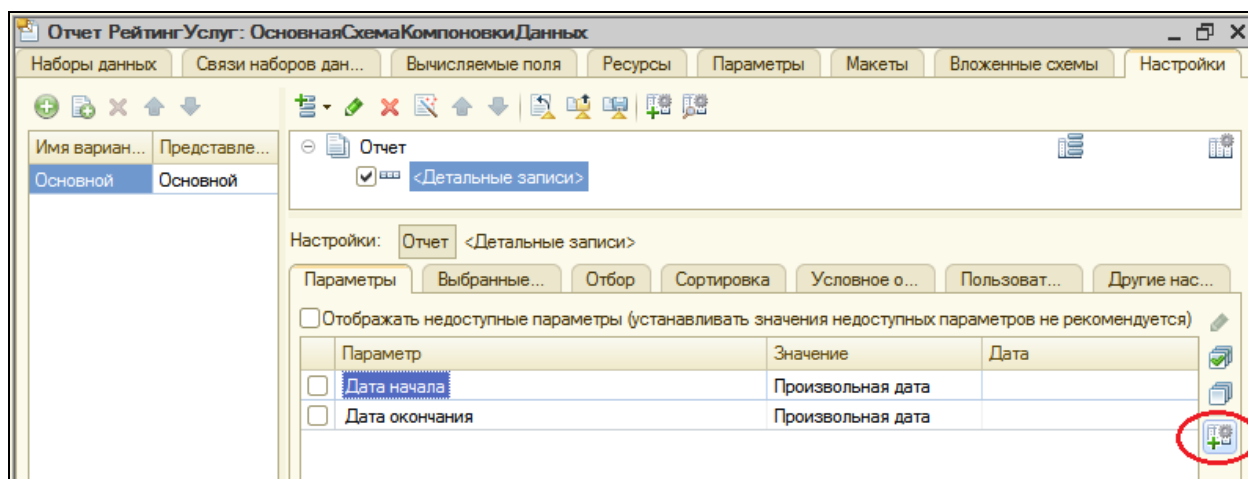 Отчет РейтингУслуг: ОсновнаяСхемаКомпоновкиДанных
Наборы данных Связи наборов дан... Вычисляемые поля Ресурсы Параметры Макеты Вложенные схемы Настройки
Имя вариан... Представле...
Основной Основной
Отчет
<Детальные записи>
Настройки: Отчет <Детальные записи>
Параметры Выбранные... Отбор Сортировка Условное о... Пользоват... Другие нас...
Отображать недоступные параметры (устанавливать значения недоступных параметров не рекомендуется)
Параметр Значение Дата
Дата начала Произвольная дата
Дата окончания Произвольная дата